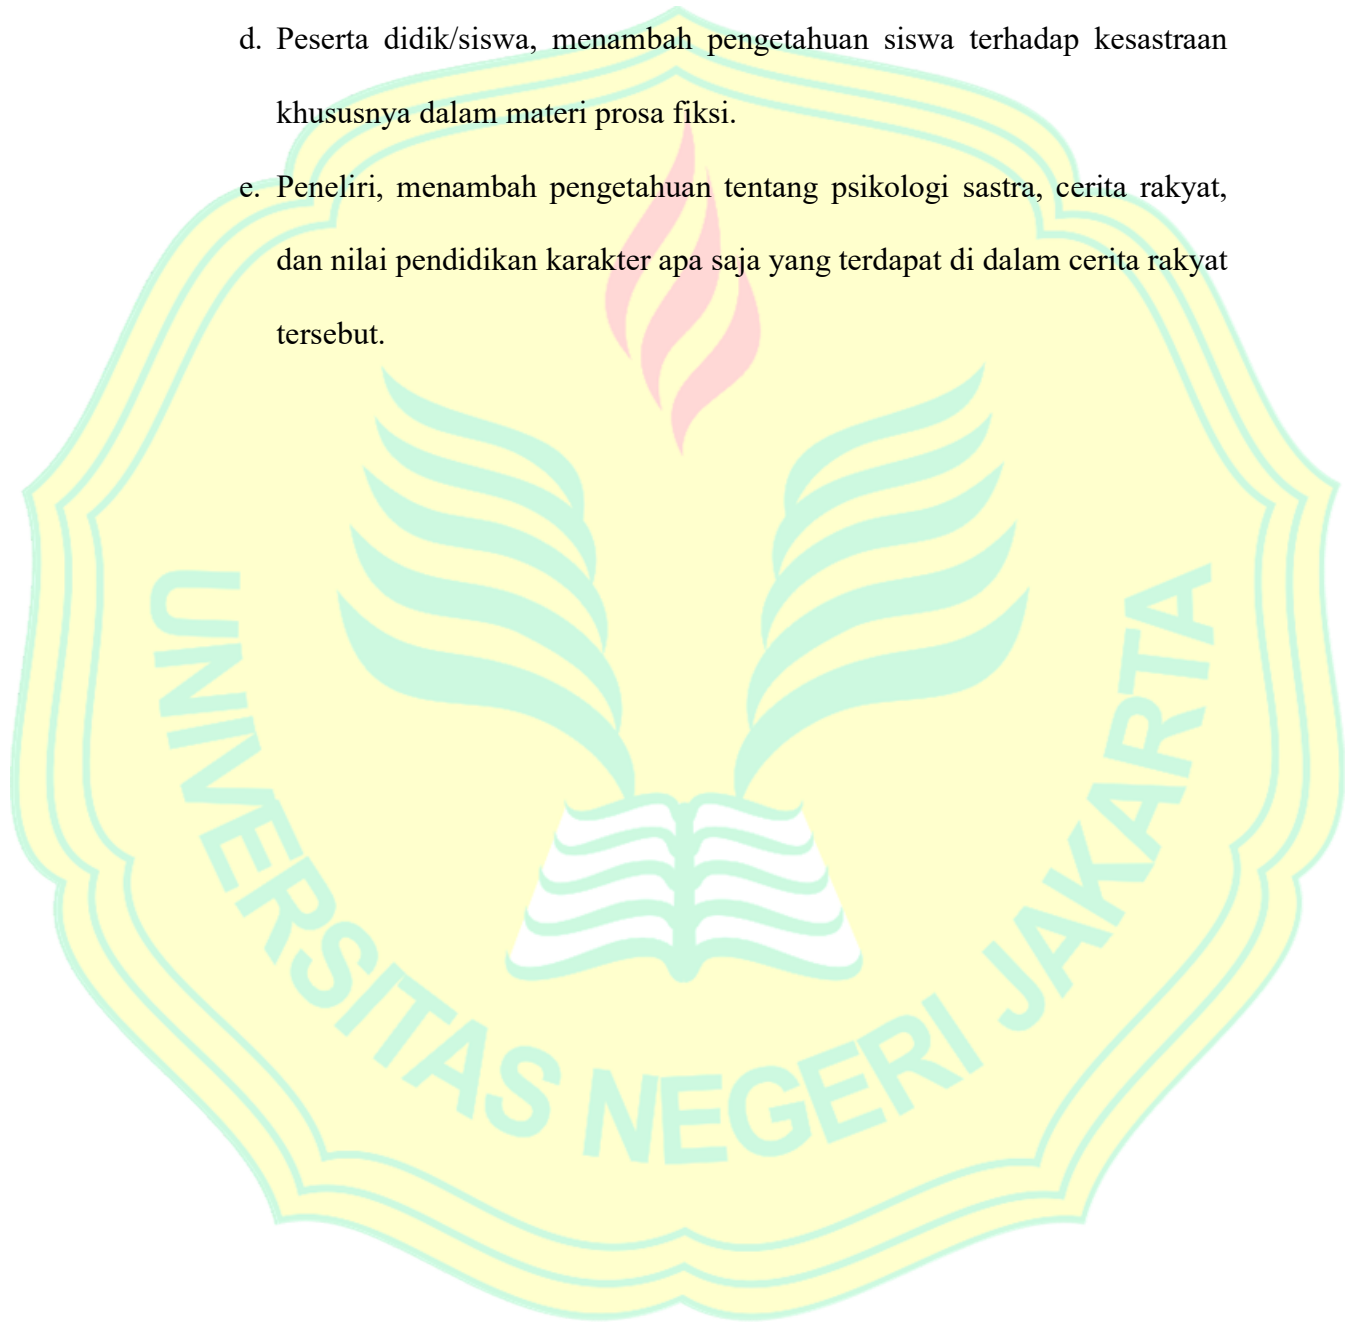 d. Peserta didik/siswa, menambah pengetahuan siswa terhadap kesastraan
khususnya dalam materi prosa fiksi.
e. Peneliri, menambah pengetahuan tentang psikologi sastra, cerita rakyat,
dan nilai pendidikan karakter apa saja yang terdapat di dalam cerita rakyat
tersebut.
UNIVERSITAS NEGERI JAKARTA